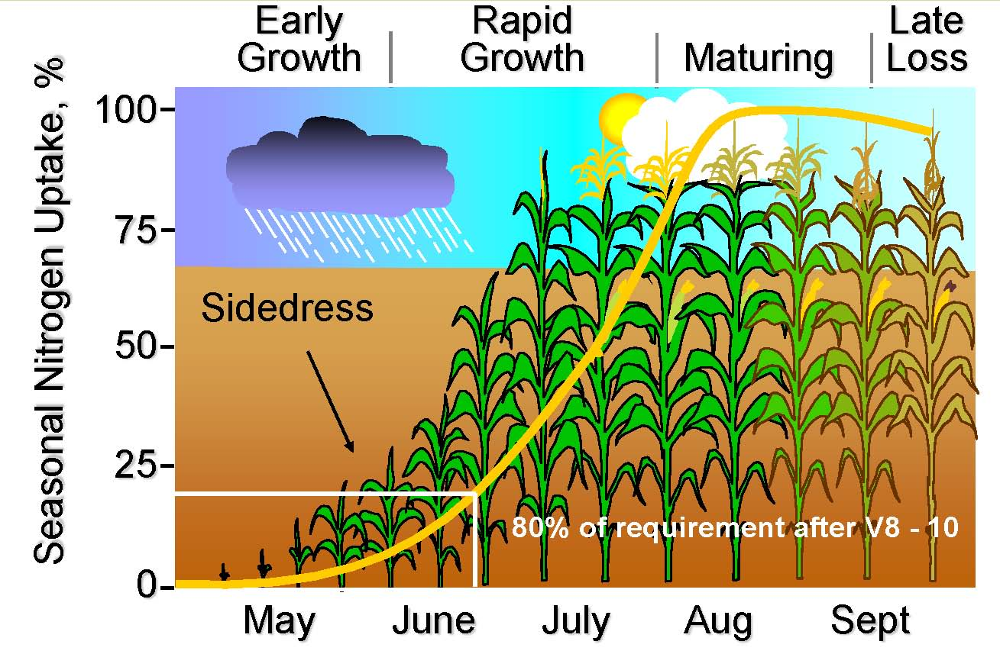 Early
Growth
Rapid
Growth
Maturing
Late
Loss
Seasonal Nitrogen Uptake, %
100
75
50
25
0
Sidedress
80% of requirement after V8 - 10
May
June
July
Aug
Sept